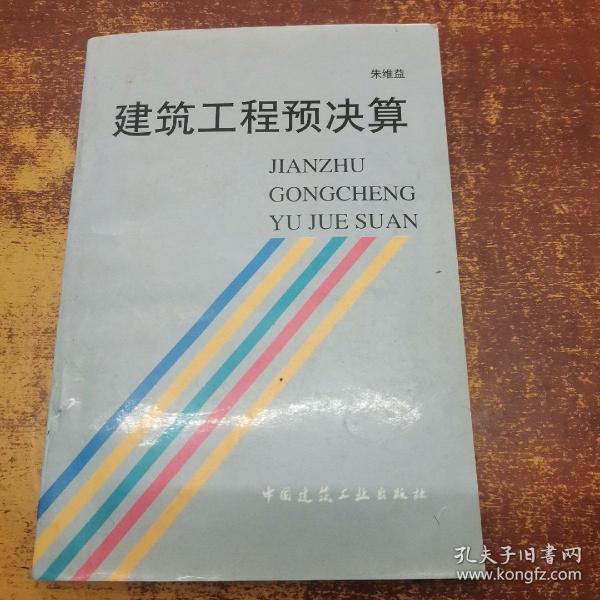 朱维益
建筑工程预决算
JIANZHU
GONGCHENG
YU JUE SUAN
中国建筑工业出版社
孔夫子旧书网
www.kongfz.com